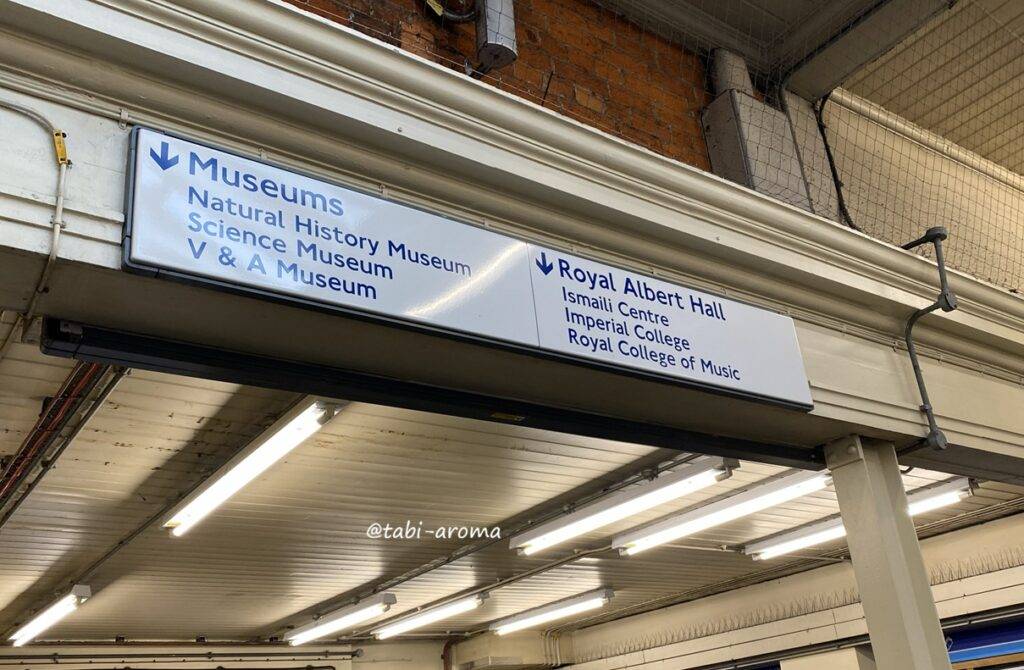 ↓ Museums
Natural History Museum
Science Museum
V & A Museum
↓ Royal Albert Hall
Ismaili Centre
Imperial College
Royal College of Music
@tabi-aroma